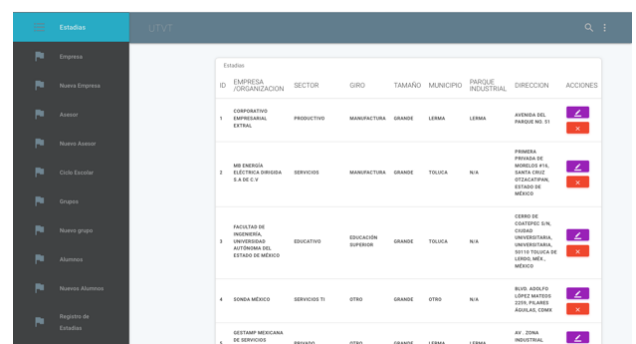 Estadias
UTVT
Empresa
Nueva Empresa
Asesor
Nuevo Asesor
Ciclo Escolar
Grupos
Nuevo grupo
Alumnos
Nuevos Alumnos
Registro de
Estadias
Estadias
ID EMPRESA /ORGANIZACION SECTOR GIRO TAMAÑO MUNICIPIO PARQUE INDUSTRIAL DIRECCION ACCIONES
1
CORPORATIVO
EMPRESARIAL
EXTRAL
PRODUCTIVO
MANUFACTURA
GRANDE
LERMA
LERMA
AVENIDA DEL
PARQUE NO. 51
2
MB ENERGÍA
ELÉCTRICA DIRIGIDA
S.A DE C.V
SERVICIOS
MANUFACTURA
GRANDE
TOLUCA
N/A
PRIMERA
PRIVADA DE
MORELOS #16,
SANTA CRUZ
OTZACATIPAN,
ESTADO DE
MÉXICO
3
FACULTAD DE
INGENIERÍA,
UNIVERSIDAD
AUTÓNOMA DEL
ESTADO DE MÉXICO
EDUCATIVO
EDUCACIÓN
SUPERIOR
GRANDE
TOLUCA
N/A
CERRO DE
COATEPEC S/N,
CIUDAD
UNIVERSITARIA,
UNIVERSITARIA,
50110 TOLUCA DE
LERDO, MÉX.,
MÉXICO
4
SONDA MÉXICO
SERVICIOS TI
OTRO
GRANDE
OTRO
N/A
BLVD. ADOLFO
LÓPEZ MATEOS
2259, PILARES
ÁGUILAS, CDMX
5
GESTAMP MEXICANA
DE SERVICIOS
PRIVADO
OTRO
GRANDE
LERMA
LERMA
AV . ZONA
INDUSTRIAL